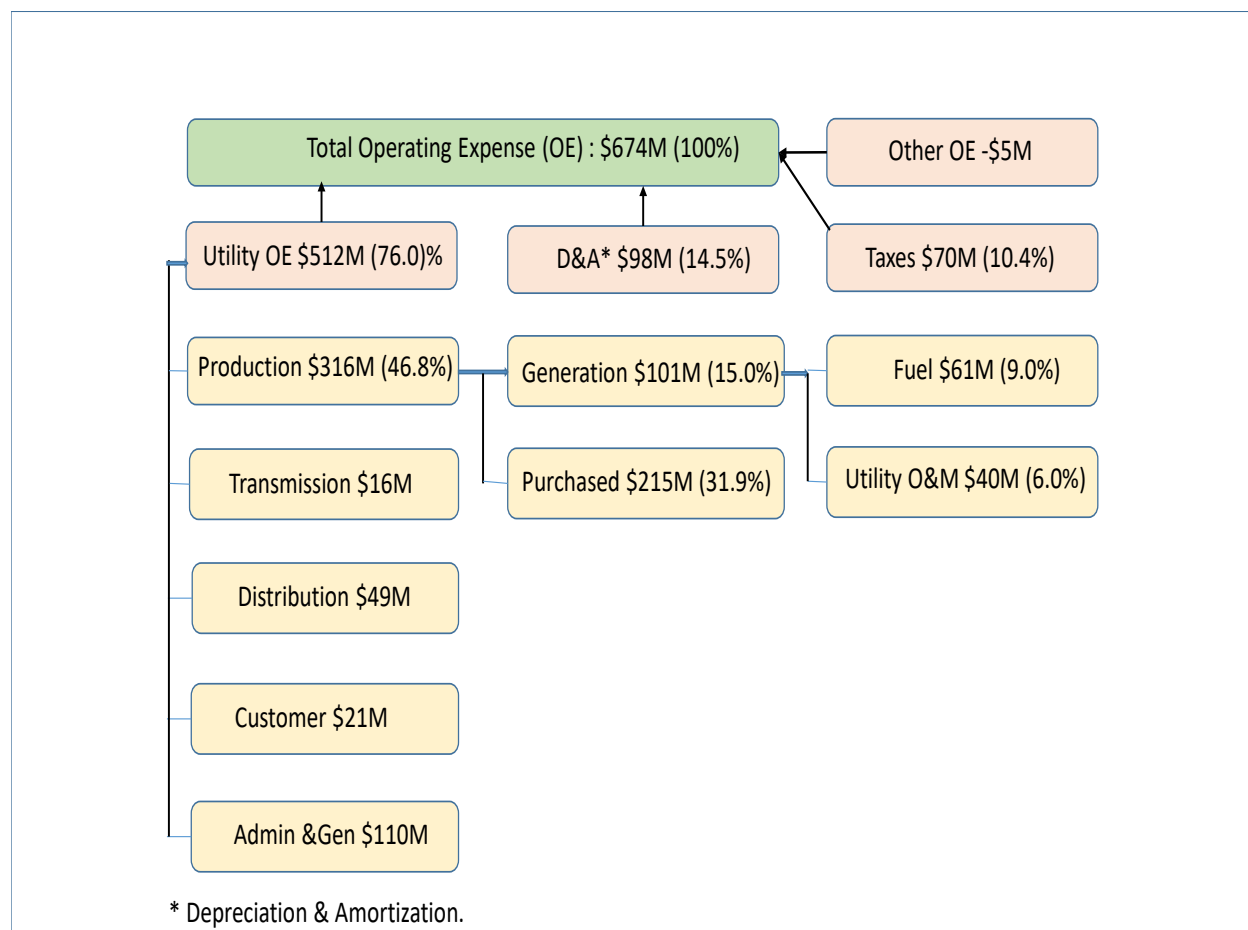 Total Operating Expense (OE) : $674M (100%)
Other OE -$5M
Utility OE $512M (76.0)%
D&A* $98M (14.5%)
Taxes $70M (10.4%)
Production $316M (46.8%)
Generation $101M (15.0%)
Fuel $61M (9.0%)
Transmission $16M
Purchased $215M (31.9%)
Utility O&M $40M (6.0%)
Distribution $49M
Customer $21M
Admin &Gen $110M
* Depreciation & Amortization.